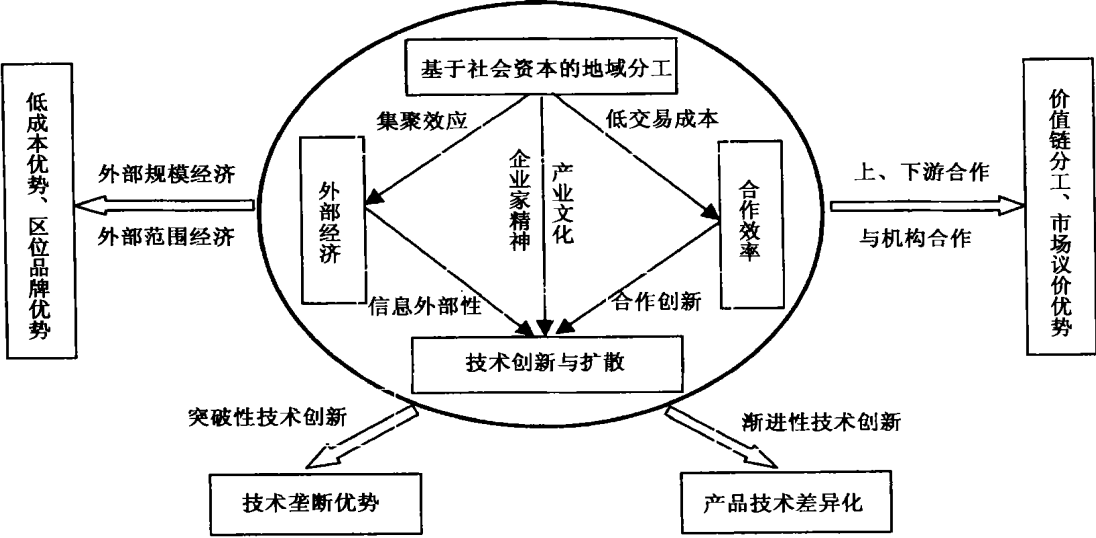 基于社会资本的地域分工
集聚效应
低交易成本
企业家精神
产业文化
外部经济
合作效率
信息外部性
合作创新
技术创新与扩散
低成本优势、区位品牌优势
外部规模经济
外部范围经济
上、下游合作
与机构合作
价值链分工、市场议价优势
突破性技术创新
渐进性技术创新
技术垄断优势
产品技术差异化